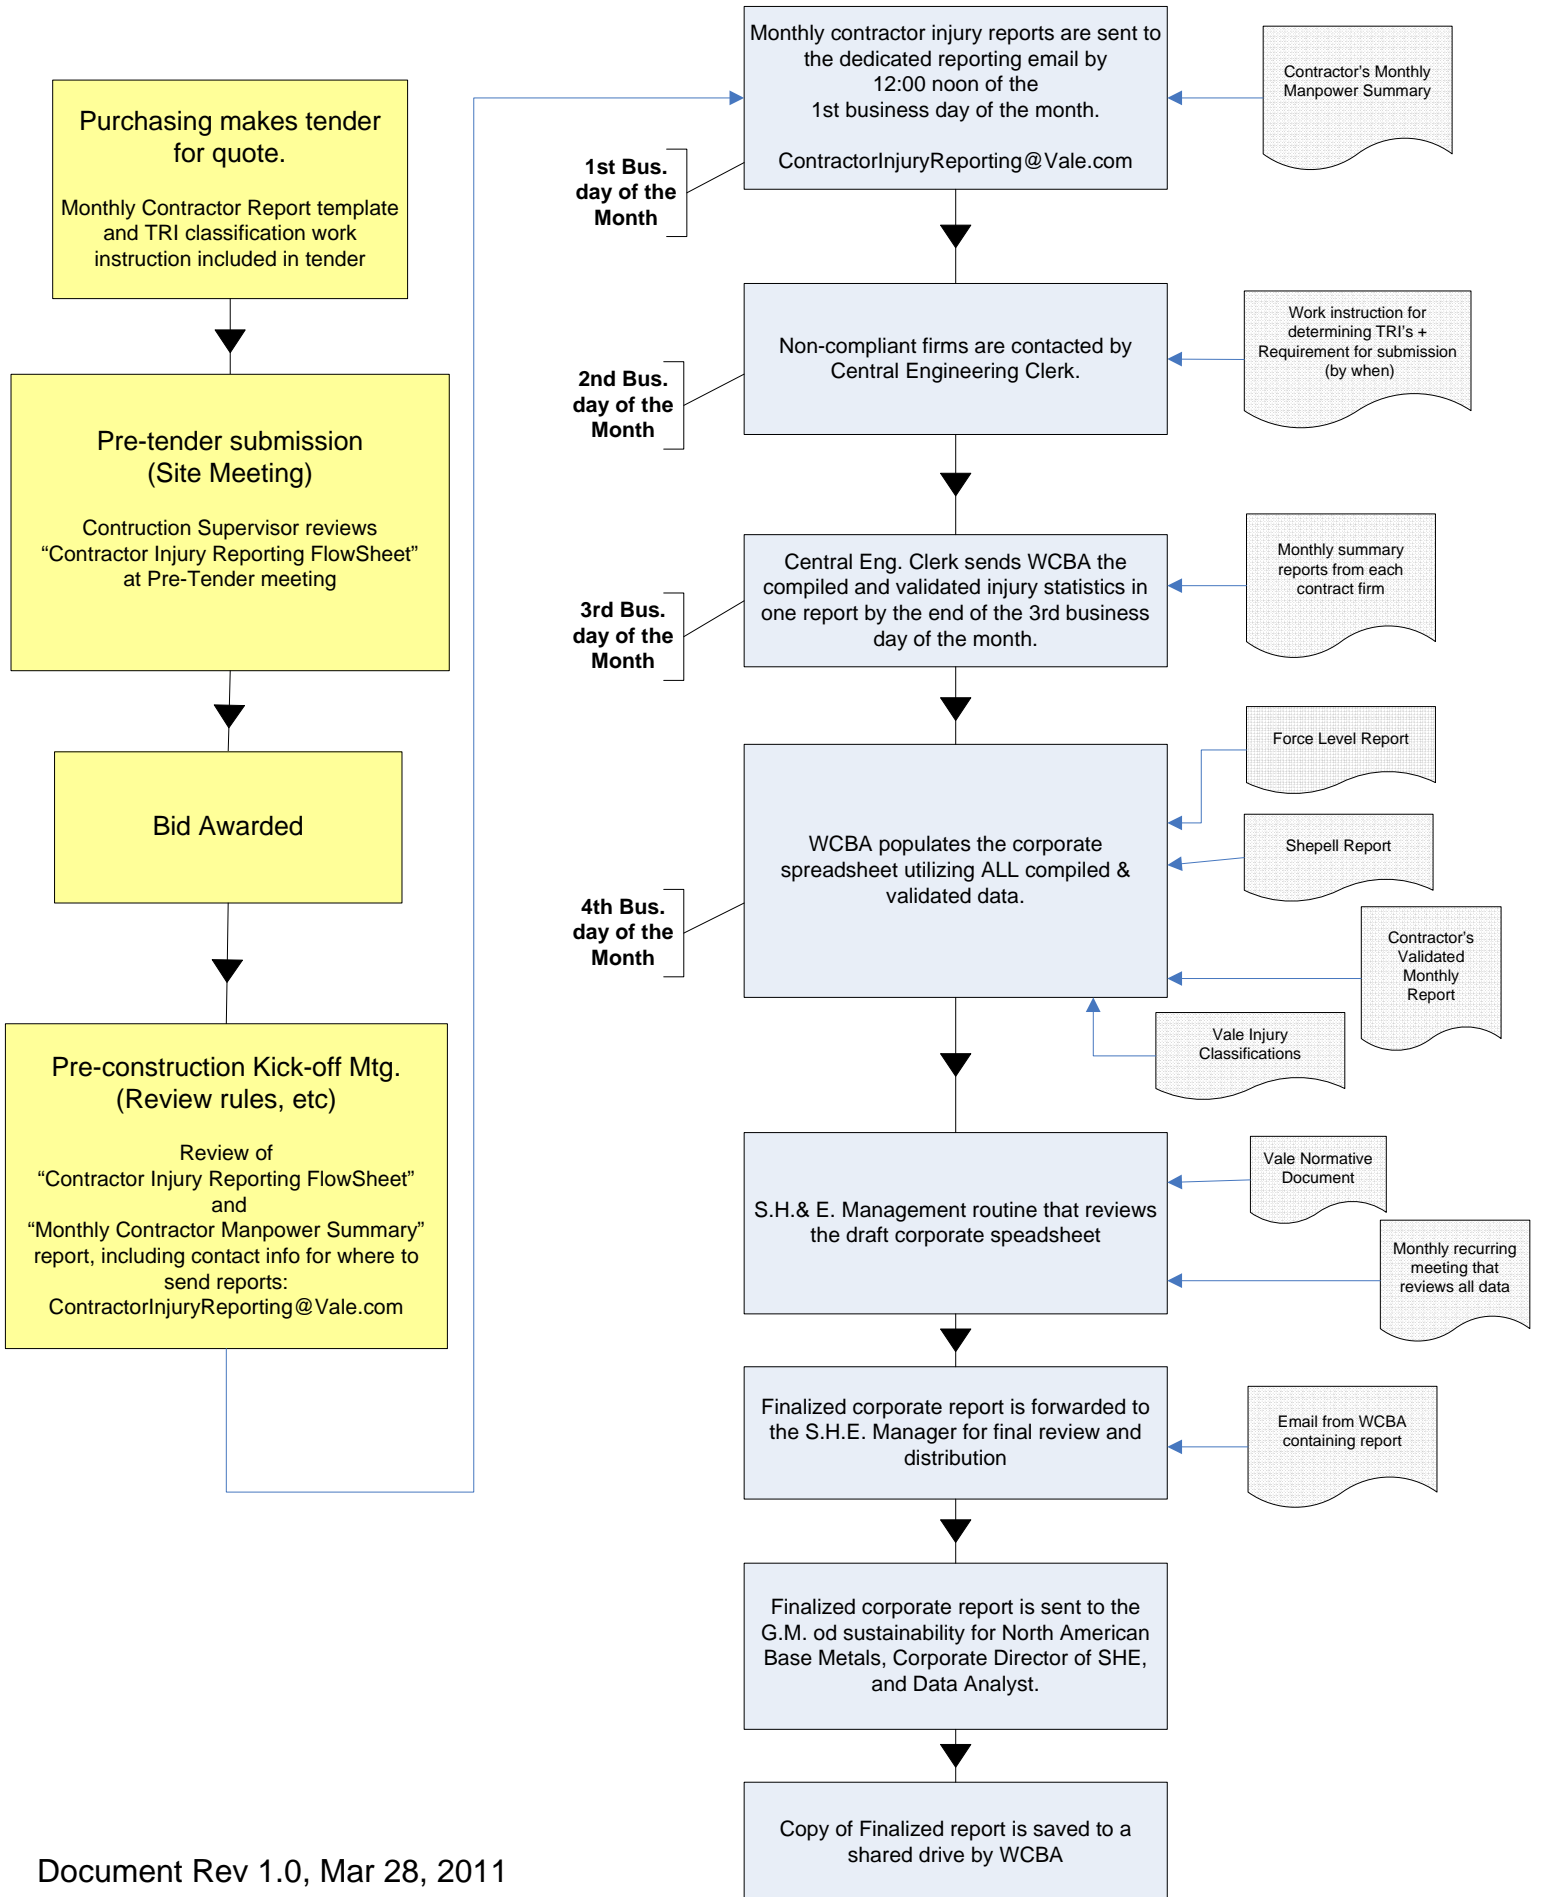 Purchasing makes tender
for quote.
Monthly Contractor Report template
and TRI classification work
instruction included in tender
Pre-tender submission
(Site Meeting)
Contruction Supervisor reviews
“Contractor Injury Reporting FlowSheet”
at Pre-Tender meeting
Bid Awarded
Pre-construction Kick-off Mtg.
(Review rules, etc)
Review of
“Contractor Injury Reporting FlowSheet”
and
“Monthly Contractor Manpower Summary”
report, including contact info for where to
send reports:
ContractorInjuryReporting@Vale.com
Monthly contractor injury reports are sent to
the dedicated reporting email by
12:00 noon of the
1st business day of the month.
ContractorInjuryReporting@Vale.com
1st Bus.
day of the
Month
Contractor's Monthly
Manpower Summary
Non-compliant firms are contacted by
Central Engineering Clerk.
2nd Bus.
day of the
Month
Work instruction for
determining TRI's +
Requirement for submission
(by when)
Central Eng. Clerk sends WCBA the
compiled and validated injury statistics in
one report by the end of the 3rd business
day of the month.
3rd Bus.
day of the
Month
Monthly summary
reports from each
contract firm
WCBA populates the corporate
spreadsheet utilizing ALL compiled &
validated data.
4th Bus.
day of the
Month
Force Level Report
Shepell Report
Contractor's
Validated
Monthly
Report
Vale Injury
Classifications
S.H.& E. Management routine that reviews
the draft corporate speadsheet
Vale Normative
Document
Monthly recurring
meeting that
reviews all data
Finalized corporate report is forwarded to
the S.H.E. Manager for final review and
distribution
Email from WCBA
containing report
Finalized corporate report is sent to the
G.M. od sustainability for North American
Base Metals, Corporate Director of SHE,
and Data Analyst.
Copy of Finalized report is saved to a
shared drive by WCBA
Document Rev 1.0, Mar 28, 2011